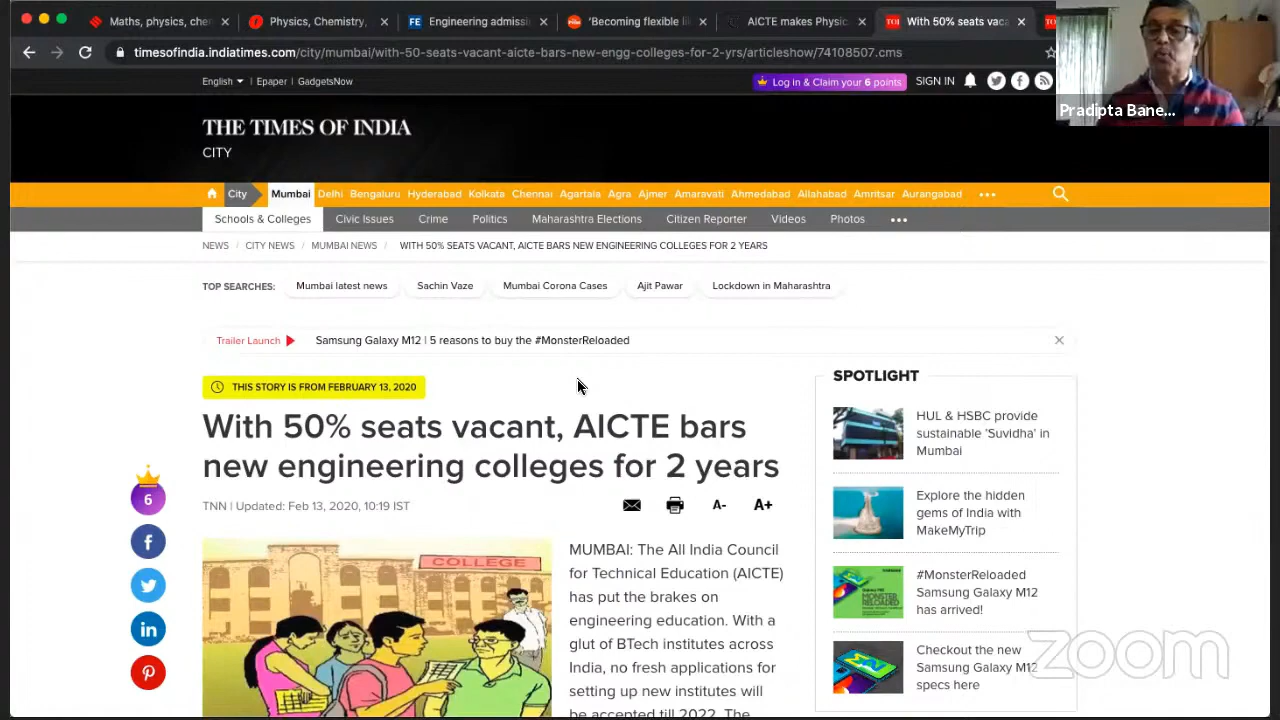 Maths, physics, chem
Physics, Chemistry,
Engineering admissi
'Becoming flexible li
AICTE makes Physic
With 50% seats vaca
timesofindia.indiatimes.com/city/mumbai/with-50-seats-vacant-aicte-bars-new-engg-colleges-for-2-yrs/articleshow/74108507.cms
English Epaper GadgetsNow
Log in & Claim your 6 points SIGN IN
Pradipta Bane...
THE TIMES OF INDIA
CITY
City Mumbai Delhi Bengaluru Hyderabad Kolkata Chennai Agartala Agra Ajmer Amaravati Ahmedabad Allahabad Amritsar Aurangabad
Schools & Colleges Civic Issues Crime Politics Maharashtra Elections Citizen Reporter Videos Photos
NEWS / CITY NEWS / MUMBAI NEWS / WITH 50% SEATS VACANT, AICTE BARS NEW ENGINEERING COLLEGES FOR 2 YEARS
TOP SEARCHES: Mumbai latest news Sachin Vaze Mumbai Corona Cases Ajit Pawar Lockdown in Maharashtra
Trailer Launch Samsung Galaxy M12 | 5 reasons to buy the #MonsterReloaded
THIS STORY IS FROM FEBRUARY 13, 2020
With 50% seats vacant, AICTE bars
new engineering colleges for 2 years
TNN | Updated: Feb 13, 2020, 10:19 IST
A- A+
6
COLLEGE
MUMBAI: The All India Council
for Technical Education (AICTE)
has put the brakes on
engineering education. With a
glut of BTech institutes across
India, no fresh applications for
setting up new institutes will
be accepted till 2022. The
SPOTLIGHT
HUL & HSBC provide
sustainable 'Suvidha' in
Mumbai
Explore the hidden
gems of India with
MakeMyTrip
#MonsterReloaded
Samsung Galaxy M12
has arrived!
Checkout the new
Samsung Galaxy M12
specs here
zoom